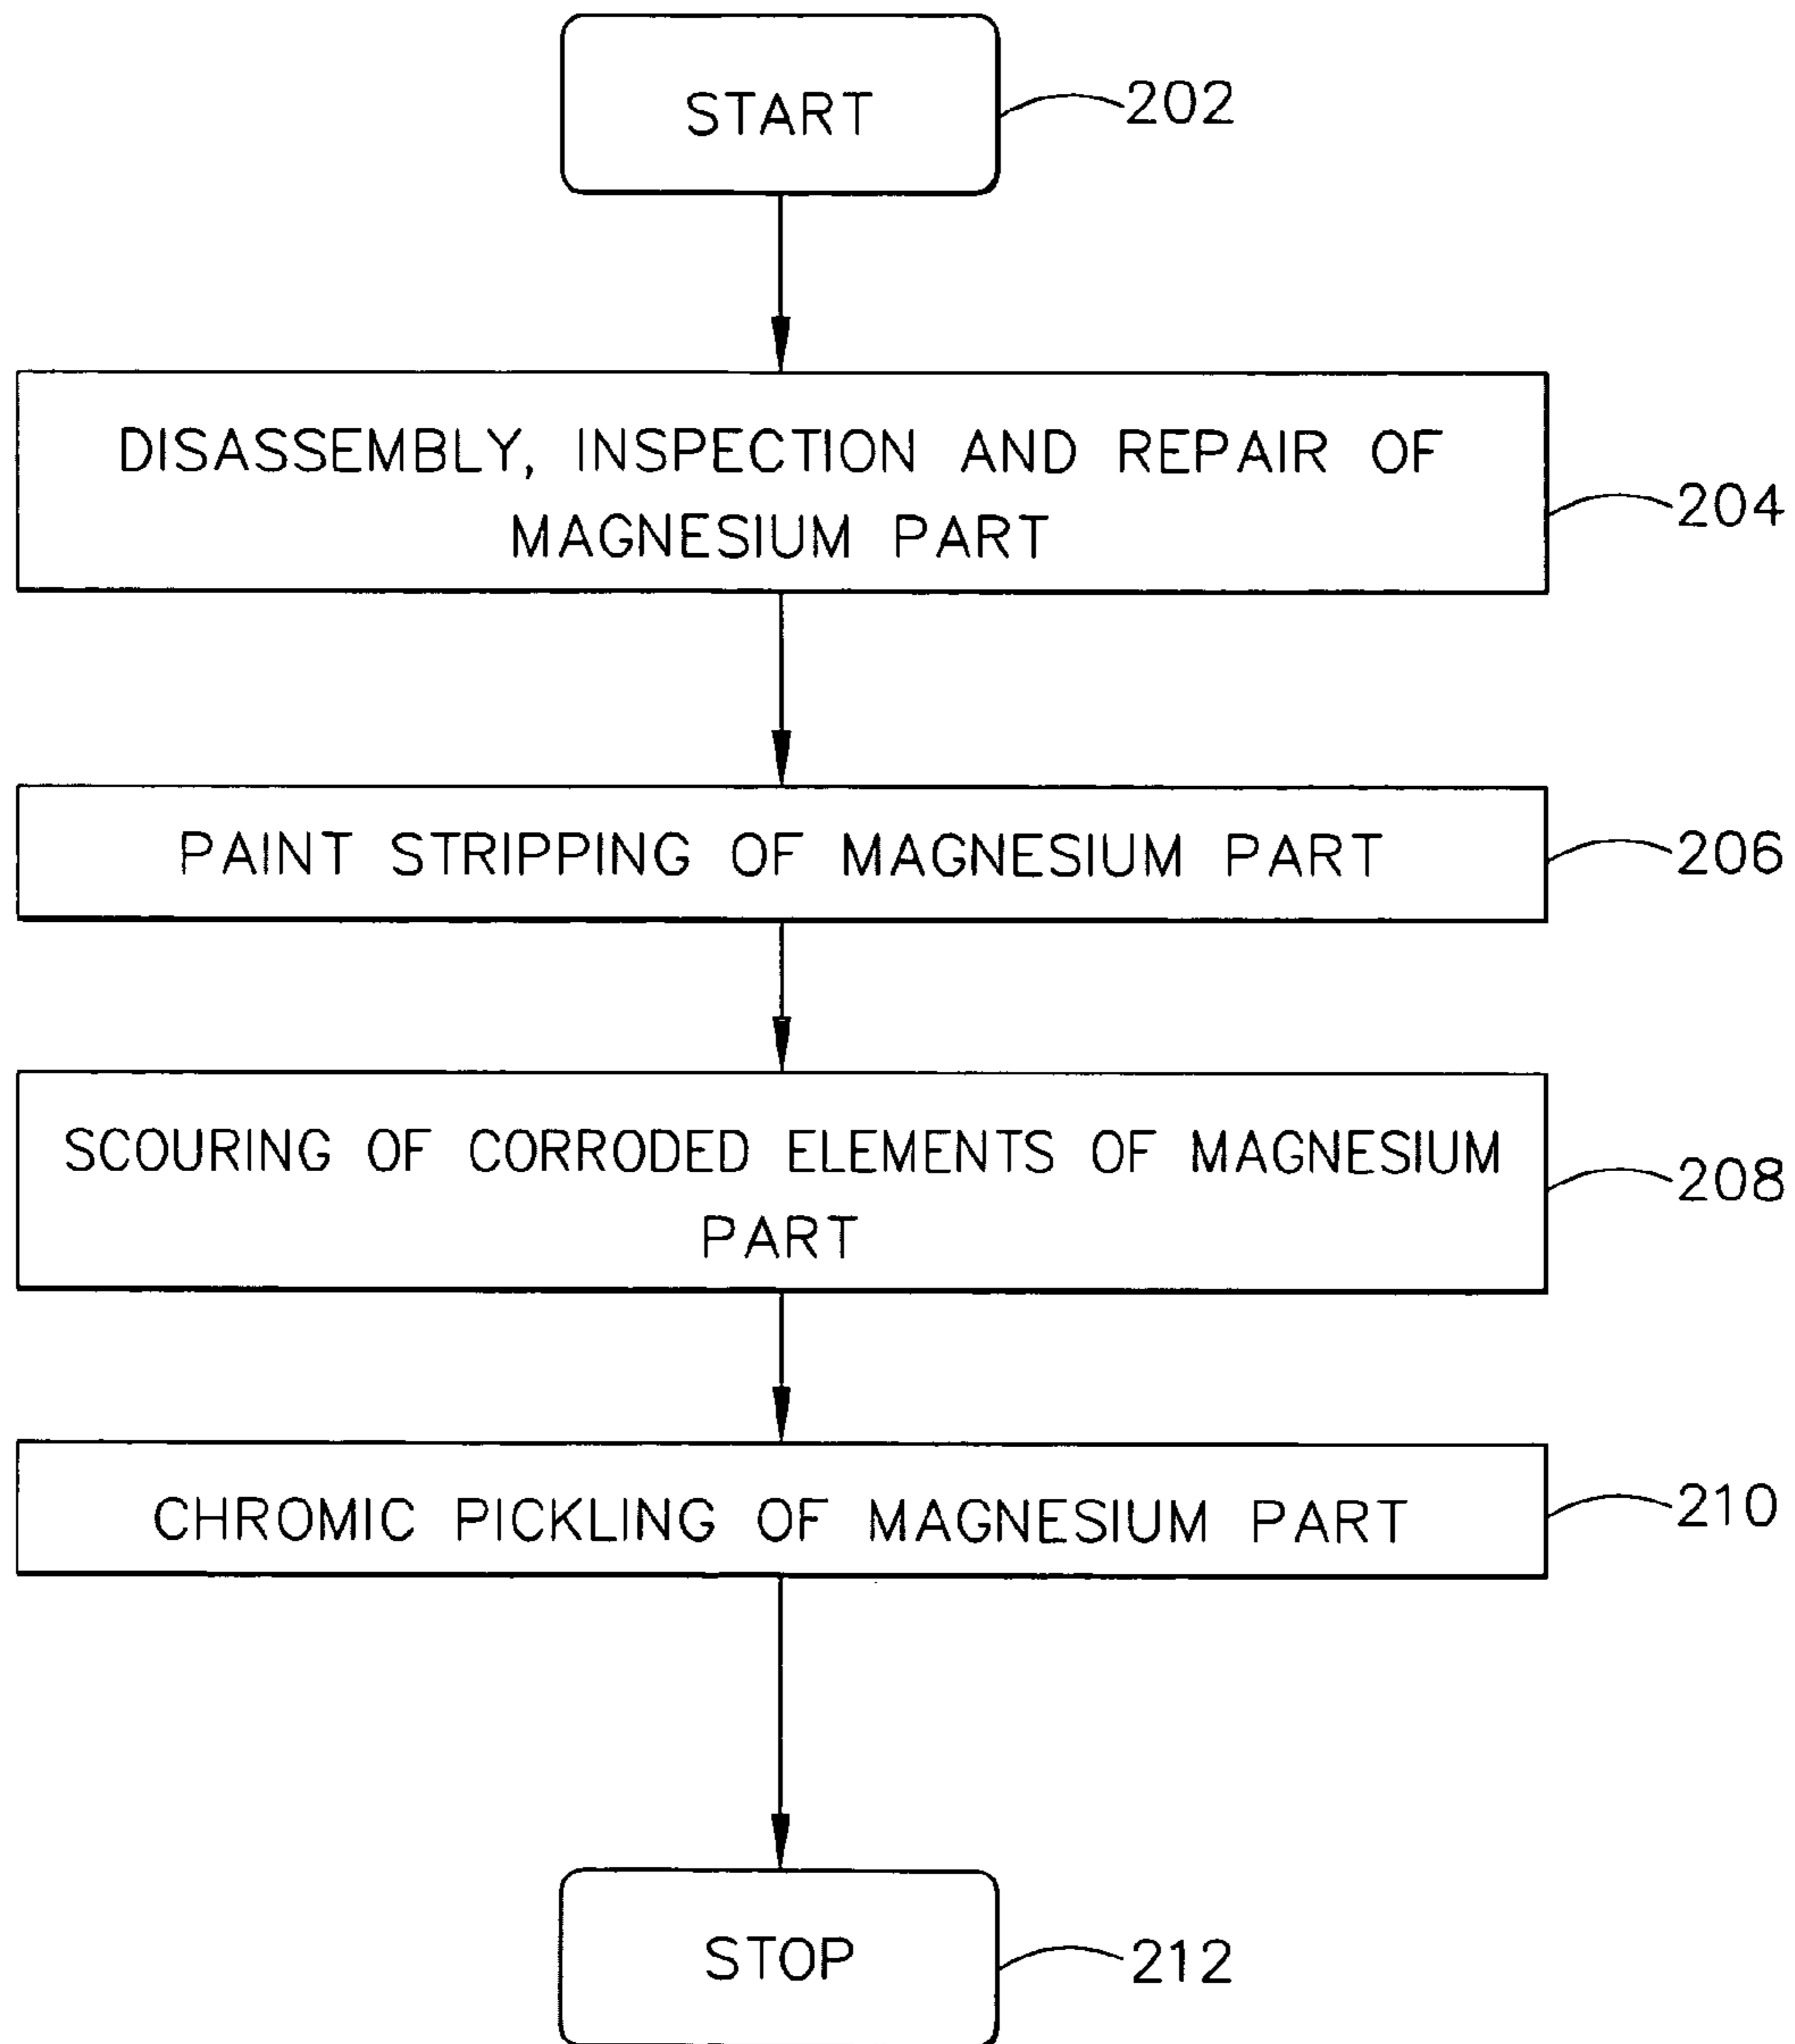 START
202
DISASSEMBLY, INSPECTION AND REPAIR OF
MAGNESIUM PART
204
PAINT STRIPPING OF MAGNESIUM PART
206
SCOURING OF CORRODED ELEMENTS OF MAGNESIUM
PART
208
CHROMIC PICKLING OF MAGNESIUM PART
210
STOP
212